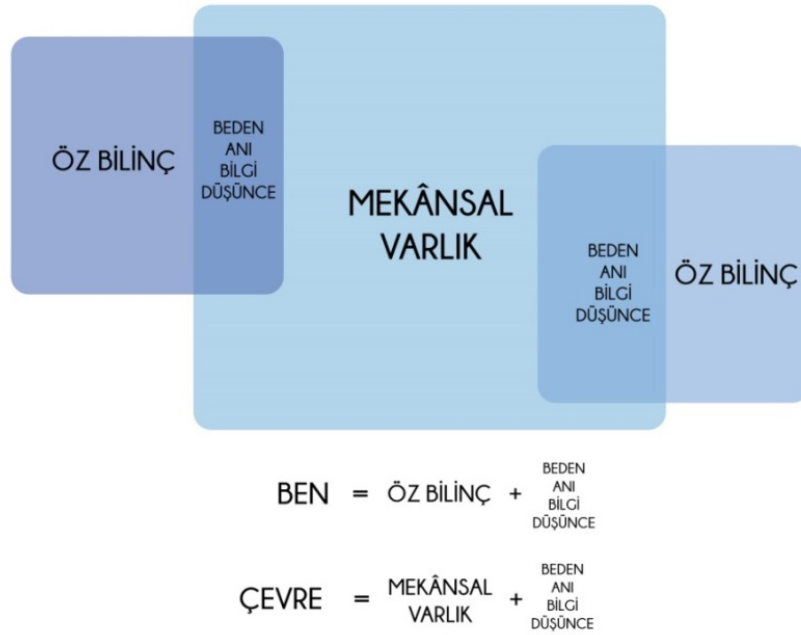 ÖZ BİLİNÇ
BEDEN
ANI
BİLGİ
DÜŞÜNCE
MEKÂNSAL
VARLIK
BEDEN
ANI
BİLGİ
DÜŞÜNCE
ÖZ BİLİNÇ
BEN = ÖZ BİLİNÇ +
BEDEN
ANI
BİLGİ
DÜŞÜNCE
ÇEVRE =
MEKÂNSAL
VARLIK
+
BEDEN
ANI
BİLGİ
DÜŞÜNCE